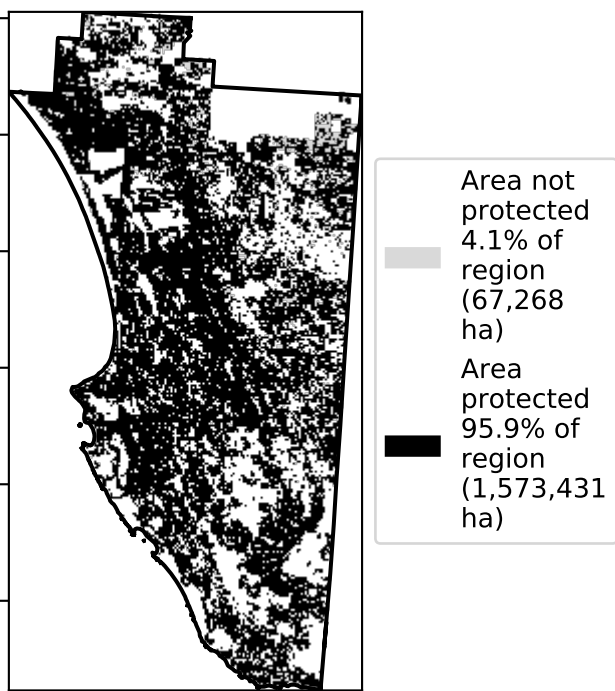 Area not
protected
4.1% of
region
(67,268
ha)
Area
protected
95.9% of
region
(1,573,431
ha)